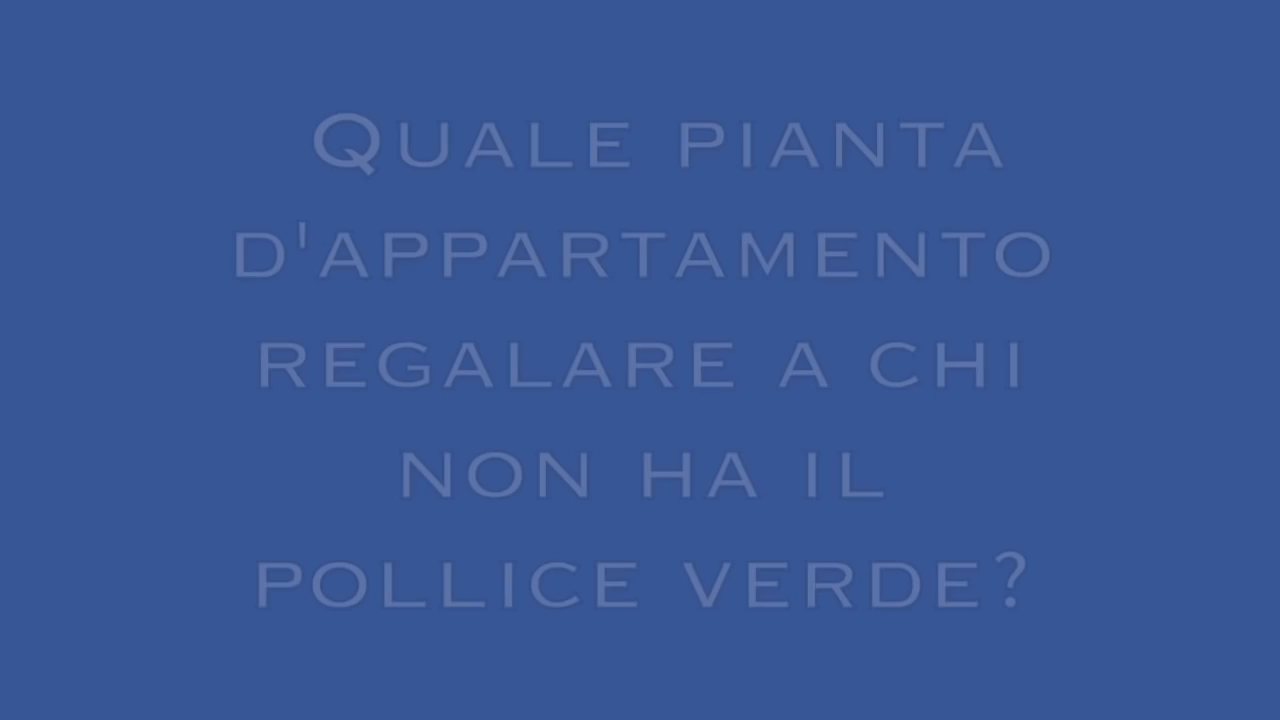 Quale pianta
d'appartamento
regalare a chi
non ha il
pollice verde?